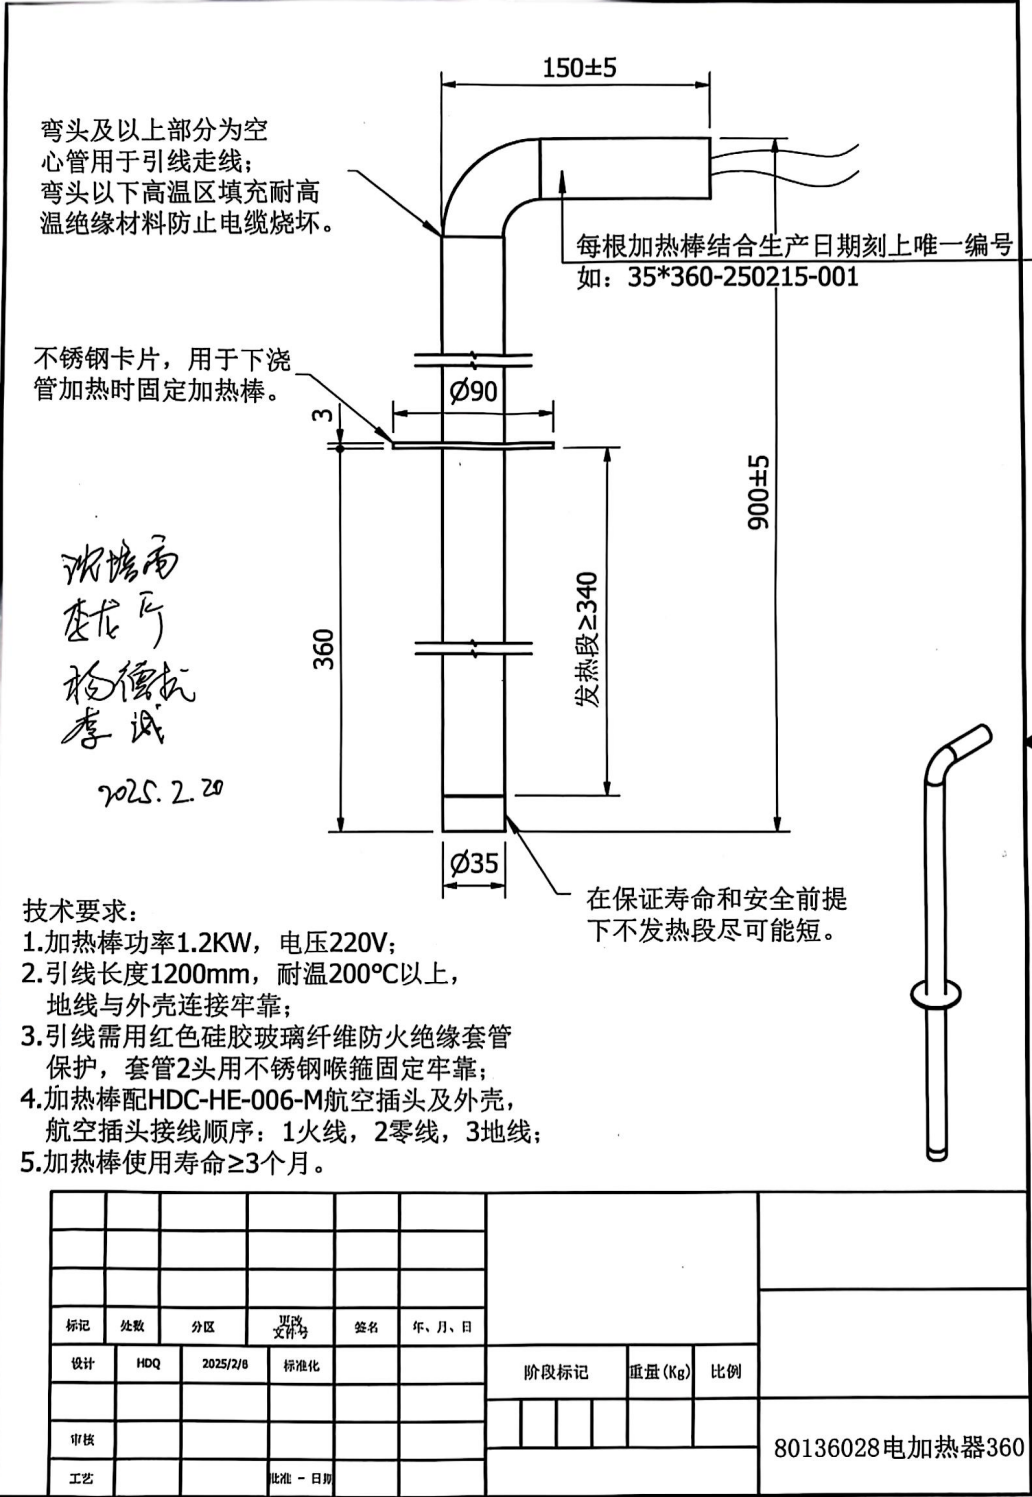 150±5
弯头及以上部分为空
心管用于引线走线；
弯头以下高温区填充耐高
温绝缘材料防止电缆烧坏。
每根加热棒结合生产日期刻上唯一编号
如：35*360-250215-001
不锈钢卡片，用于下浇
管加热时固定加热棒。
Ø90
3
900±5
发热段≥340
360
李诚
2025.2.20
Ø35
在保证寿命和安全前提
下不发热段尽可能短。
技术要求：
1.加热棒功率1.2KW，电压220V；
2.引线长度1200mm，耐温200℃以上，
地线与外壳连接牢靠；
3.引线需用红色硅胶玻璃纤维防火绝缘套管
保护，套管2头用不锈钢喉箍固定牢靠；
4.加热棒配HDC-HE-006-M航空插头及外壳，
航空插头接线顺序：1火线，2零线，3地线；
5.加热棒使用寿命≥3个月。
标记 处数 分区 更改文件号 签名 年、月、日
设计 HDQ 2025/2/8 标准化
阶段标记 重量(Kg) 比例
审核
工艺 批准 - 日期
80136028电加热器360